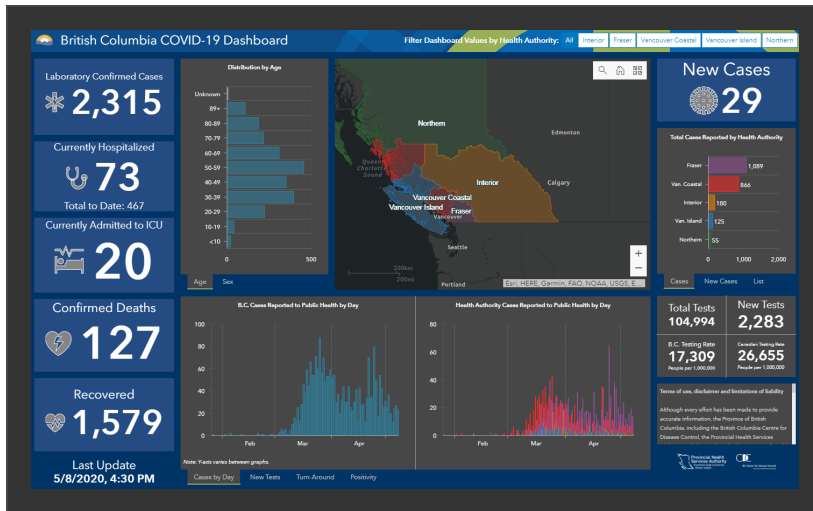 British Columbia COVID-19 Dashboard
Filter Dashboard Values by Health Authority: All Interior Fraser Vancouver Coastal Vancouver Island Northern
Laboratory Confirmed Cases
2,315
Currently Hospitalized
73
Total to Date: 467
Currently Admitted to ICU
20
Confirmed Deaths
127
Recovered
1,579
Last Update
5/8/2020, 4:30 PM
Distribution by Age
Unknown
89+
80-89
70-79
60-69
50-59
40-49
30-39
20-29
10-19
<10
0 500
Age Sex
Northern
Edmonton
Queen
Charlotte
Sound
Interior
Calgary
Vancouver Coastal
Vancouver Island
Fraser
Vancouver
Seattle
300km
200mi
Portland
+
−
Esri, HERE, Garmin, FAO, NOAA, USGS, E...
New Cases
29
Total Cases Reported by Health Authority
Fraser 1,089
Van. Coastal 866
Interior 180
Van. Island 125
Northern 55
0 1,000 2,000
Cases New Cases List
B.C. Cases Reported to Public Health by Day
100
80
60
40
20
0
Feb Mar Apr
Note: Y-axis varies between graphs.
Health Authority Cases Reported to Public Health by Day
80
60
40
20
0
Feb Mar Apr
Cases by Day New Tests Turn-Around Positivity
Total Tests
104,994
New Tests
2,283
B.C. Testing Rate
17,309
People per 1,000,000
Canadian Testing Rate
26,655
People per 1,000,000
Terms of use, disclaimer and limitations of liability
Although every effort has been made to provide
accurate information, the Province of British
Columbia, including the British Columbia Centre for
Disease Control, the Provincial Health Services
Provincial Health
Services Authority